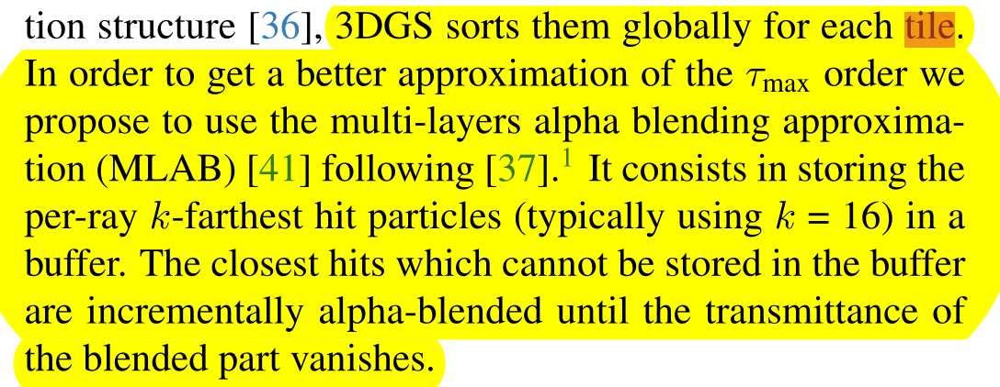 tion structure [36], 3DGS sorts them globally for each tile.
In order to get a better approximation of the τmax order we
propose to use the multi-layers alpha blending approxima-
tion (MLAB) [41] following [37].1 It consists in storing the
per-ray k-farthest hit particles (typically using k = 16) in a
buffer. The closest hits which cannot be stored in the buffer
are incrementally alpha-blended until the transmittance of
the blended part vanishes.